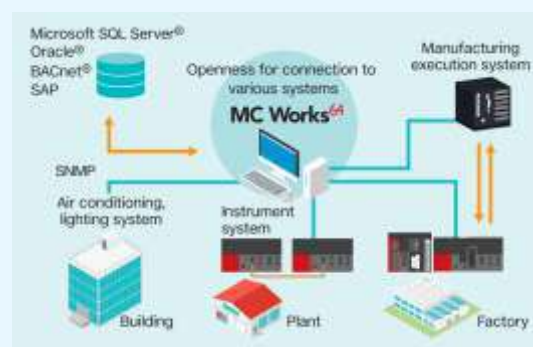 Microsoft SQL Server®
Oracle®
BACnet®
SAP
Openness for connection to
various systems
MC Works64
Manufacturing
execution system
SNMP
Air conditioning,
lighting system
Instrument
system
Building
Plant
Factory